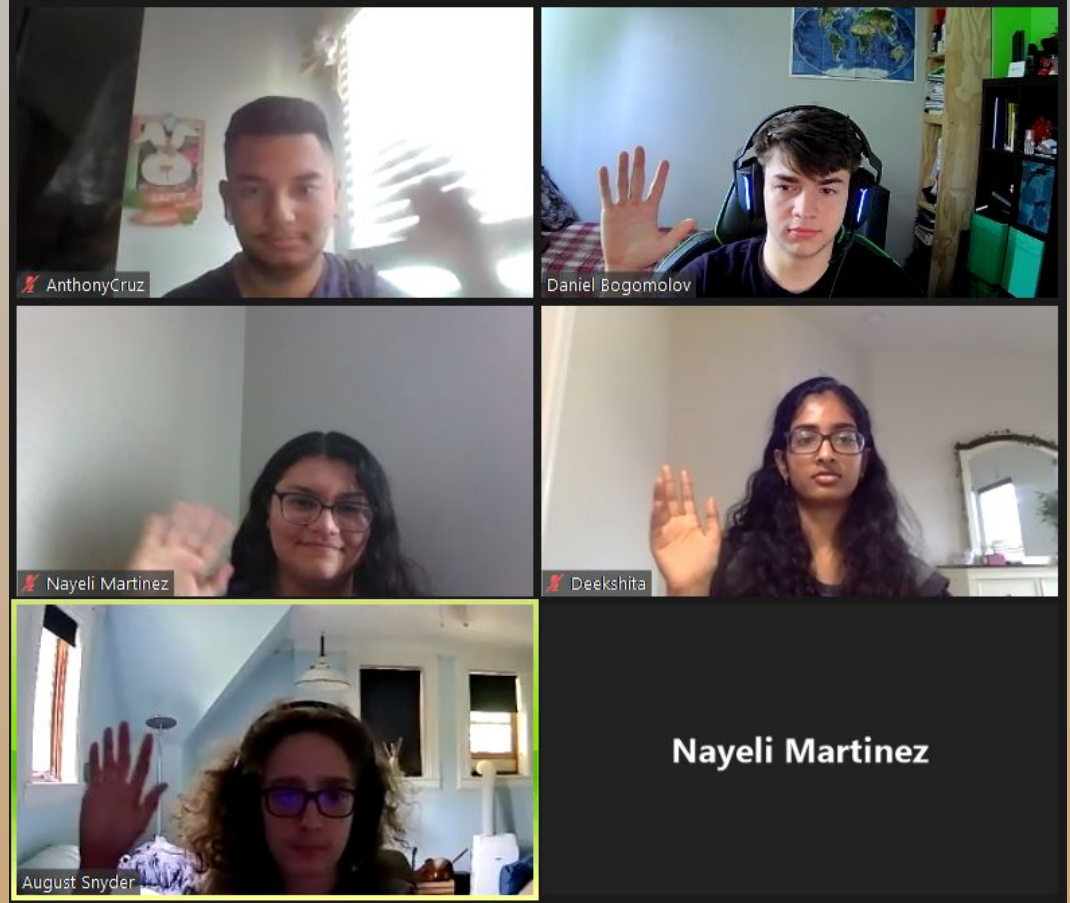 AnthonyCruz
Daniel Bogomolov
Nayeli Martinez
Deekshita
August Snyder
Nayeli Martinez